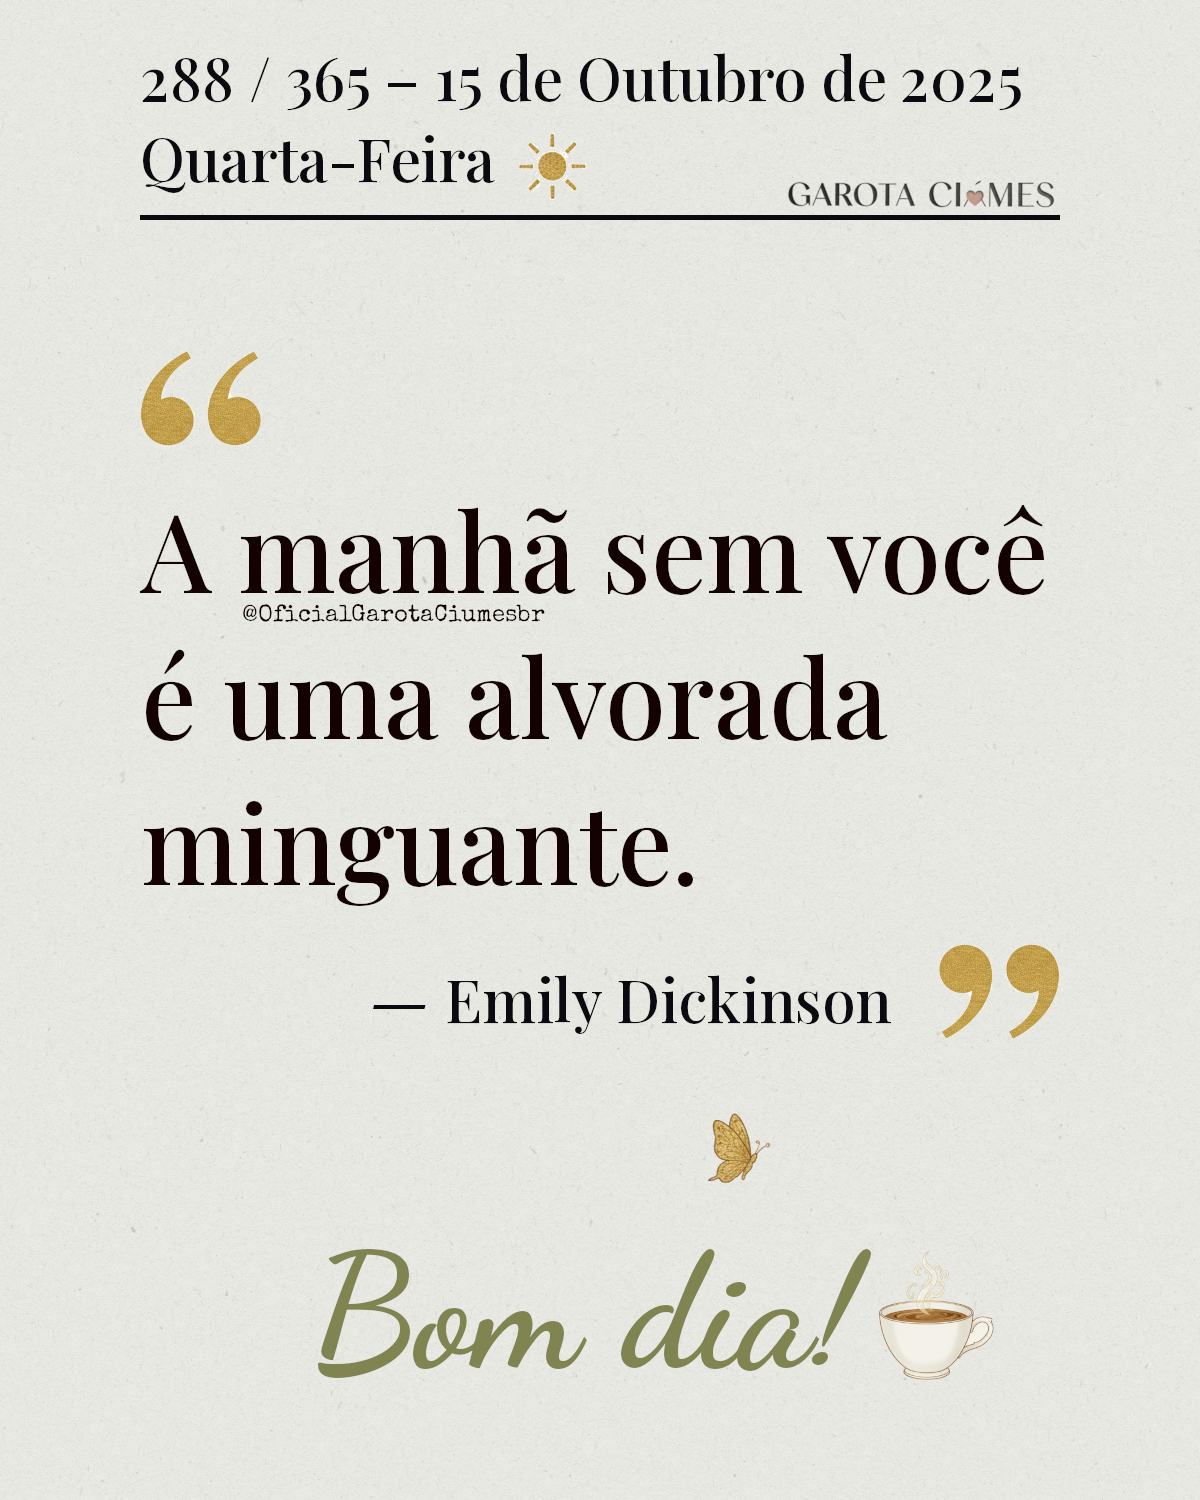 288 / 365 – 15 de Outubro de 2025
Quarta-Feira
GAROTA CIÚMES
A manhã sem você
@OficialGarotaCiumesbr
é uma alvorada
minguante.
— Emily Dickinson
Bom dia!